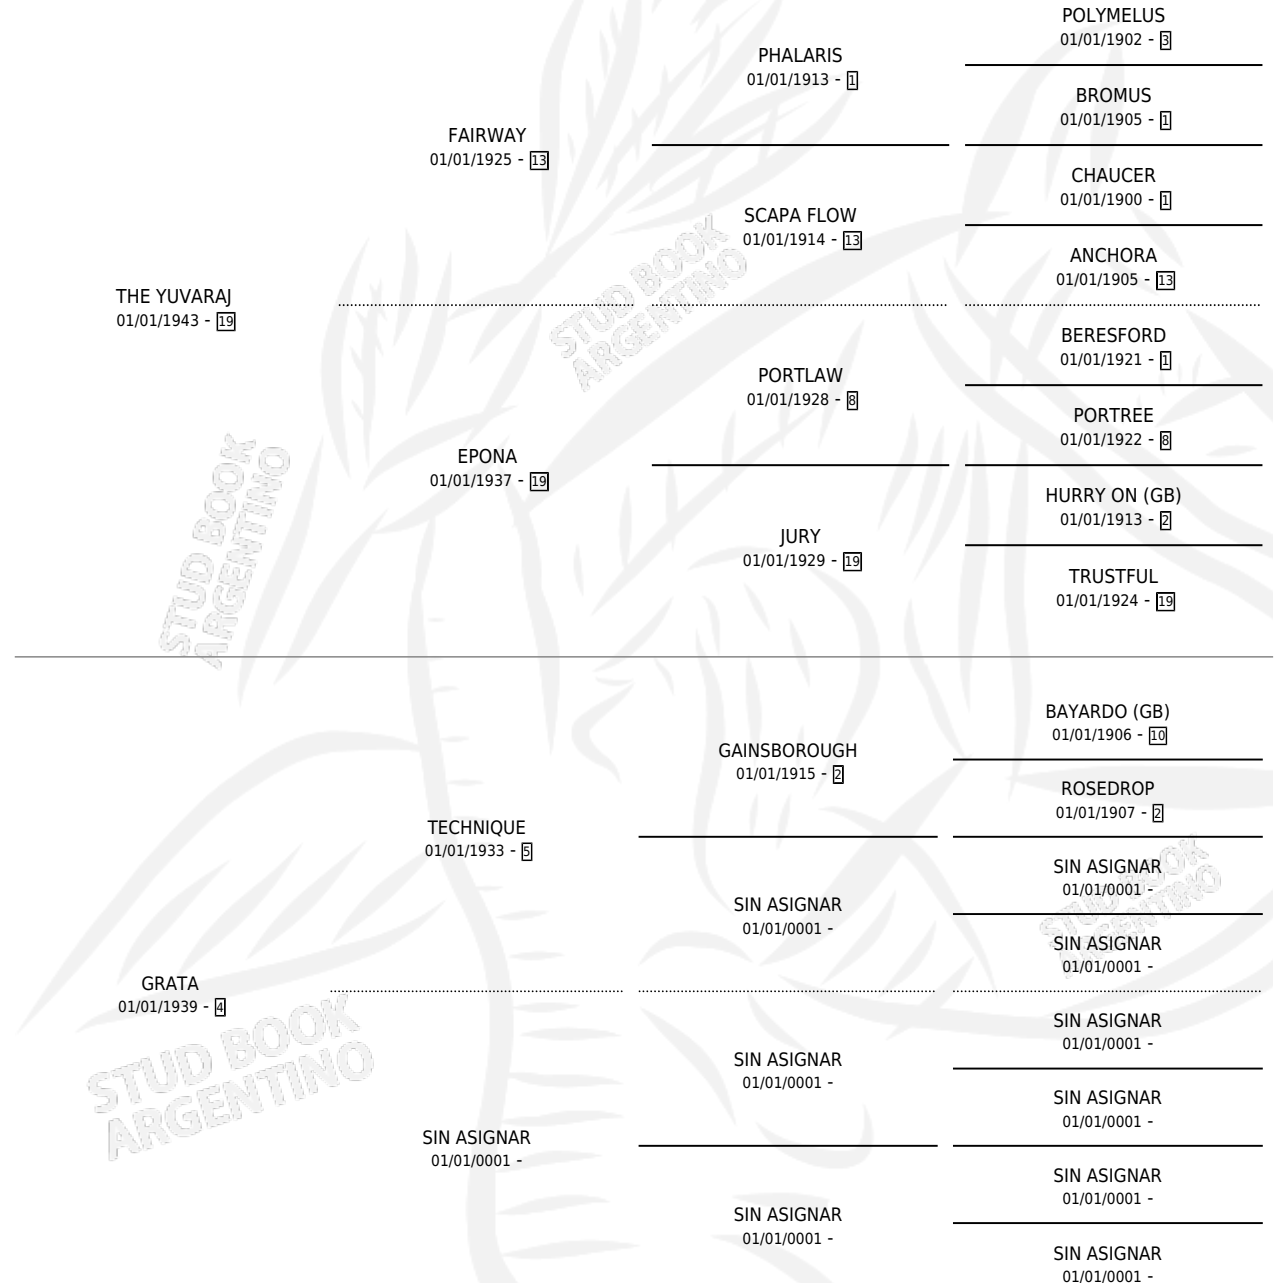 POLYMELUS
01/01/1902 - 3
PHALARIS
01/01/1913 - 1
BROMUS
01/01/1905 - 1
FAIRWAY
01/01/1925 - 13
CHAUCER
01/01/1900 - 1
SCAPA FLOW
01/01/1914 - 13
ANCHORA
01/01/1905 - 13
THE YUVARAJ
01/01/1943 - 19
STUD BOOK
ARGENTINO
BERESFORD
01/01/1921 - 1
PORTLAW
01/01/1928 - 8
PORTREE
01/01/1922 - 8
EPONA
01/01/1937 - 19
HURRY ON (GB)
01/01/1913 - 2
JURY
01/01/1929 - 19
TRUSTFUL
01/01/1924 - 19
STUD BOOK
ARGENTINO
BAYARDO (GB)
01/01/1906 - 10
GAINSBOROUGH
01/01/1915 - 2
ROSEDROP
01/01/1907 - 2
TECHNIQUE
01/01/1933 - 5
SIN ASIGNAR
01/01/0001 -
SIN ASIGNAR
01/01/0001 -
SIN ASIGNAR
01/01/0001 -
STUD BOOK
ARGENTINO
GRATA
01/01/1939 - 4
SIN ASIGNAR
01/01/0001 -
SIN ASIGNAR
01/01/0001 -
SIN ASIGNAR
01/01/0001 -
STUD BOOK
ARGENTINO
SIN ASIGNAR
01/01/0001 -
SIN ASIGNAR
01/01/0001 -
SIN ASIGNAR
01/01/0001 -
SIN ASIGNAR
01/01/0001 -